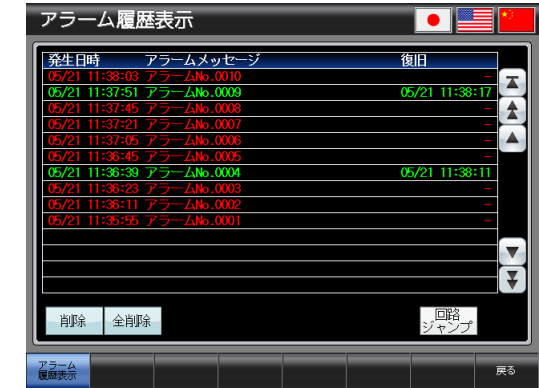 アラーム履歴表示
発生日時 アラームメッセージ 復旧
05/21 11:38:03 アラームNo.0010 -
05/21 11:37:51 アラームNo.0009 05/21 11:38:17
05/21 11:37:45 アラームNo.0008 -
05/21 11:37:21 アラームNo.0007 -
05/21 11:37:05 アラームNo.0006 -
05/21 11:36:45 アラームNo.0005 -
05/21 11:36:39 アラームNo.0004 05/21 11:38:11
05/21 11:36:23 アラームNo.0003 -
05/21 11:36:11 アラームNo.0002 -
05/21 11:35:55 アラームNo.0001 -
削除 全削除 回路
ジャンプ
アラーム
履歴表示 戻る